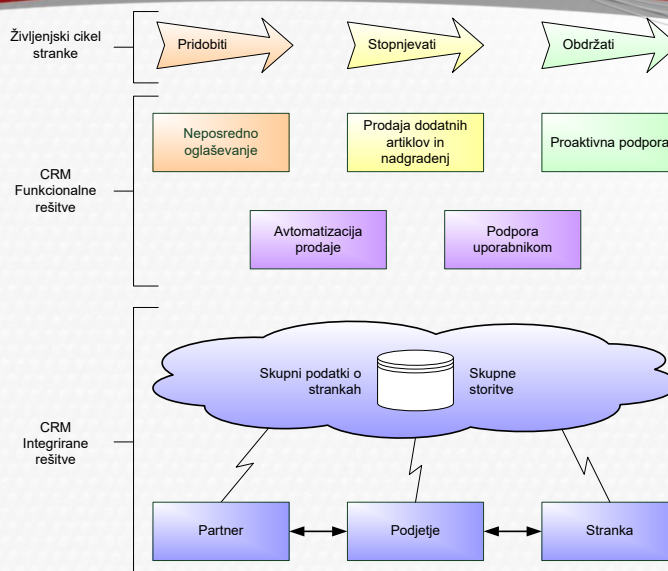 Življenjski cikel
stranke
Pridobiti
Stopnjevati
Obdržati
CRM
Funkcionalne
rešitve
Neposredno
oglaševanje
Prodaja dodatnih
artiklov in
nadgradenj
Proaktivna podpora
Avtomatizacija
prodaje
Podpora
uporabnikom
CRM
Integrirane
rešitve
Skupni podatki o
strankah
Skupne
storitve
Partner
Podjetje
Stranka